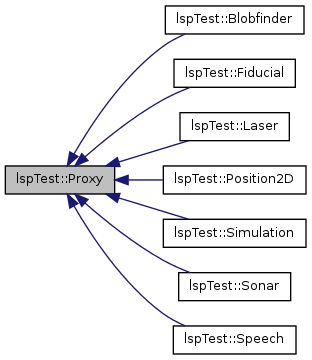 lspTest::Blobfinder
lspTest::Fiducial
lspTest::Laser
lspTest::Proxy
lspTest::Position2D
lspTest::Simulation
lspTest::Sonar
lspTest::Speech